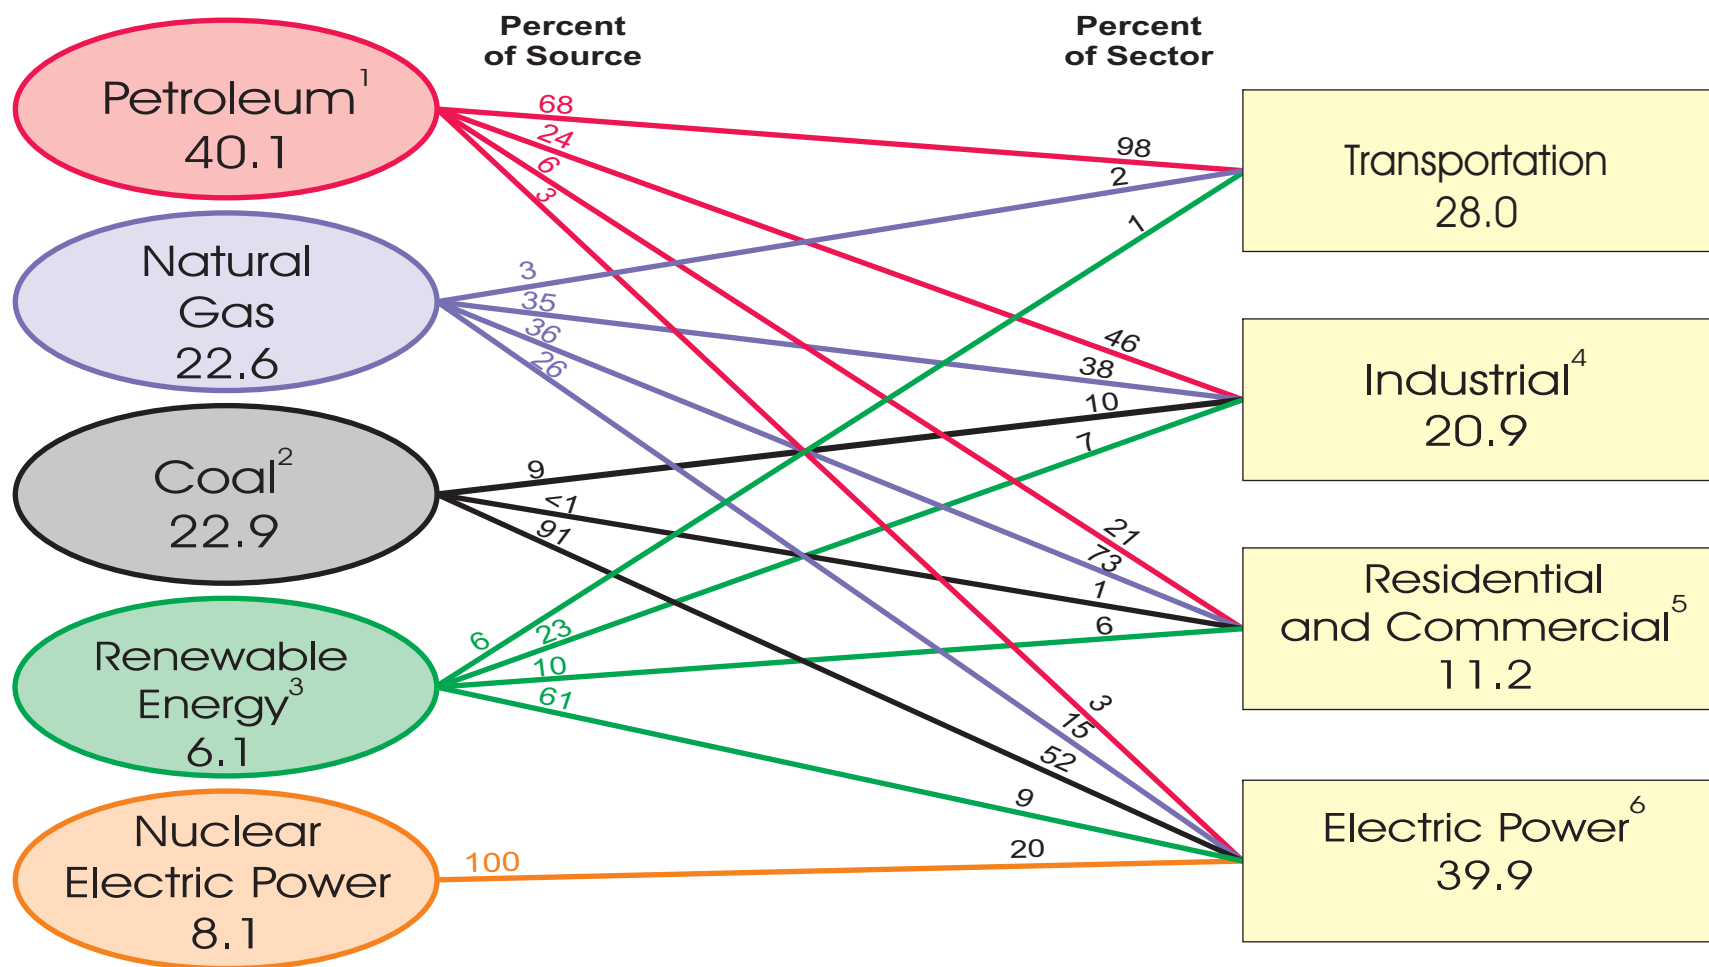 Percent
of Source
Percent
of Sector
Petroleum1
40.1
68
24
6
3
98
2
1
Transportation
28.0
Natural
Gas
22.6
3
35
36
26
46
38
10
7
Industrial4
20.9
Coal2
22.9
9
<1
91
21
73
1
6
Residential
and Commercial5
11.2
Renewable
Energy3
6.1
6
23
10
61
3
15
52
9
20
Electric Power6
39.9
Nuclear
Electric Power
8.1
100